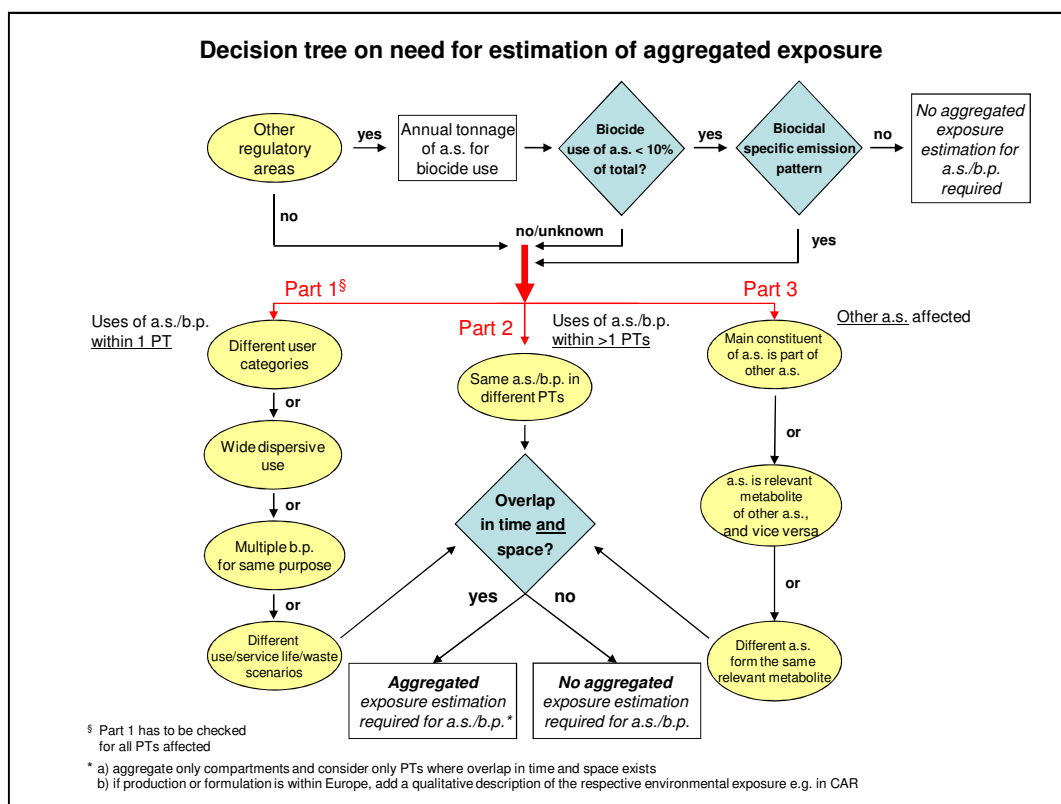 Decision tree on need for estimation of aggregated exposure
Other
regulatory
areas
yes
Annual tonnage
of a.s. for
biocide use
Biocide
use of a.s. < 10%
of total?
yes
Biocidal
specific emission
pattern
no
No aggregated
exposure
estimation for
a.s./b.p.
required
no
no/unknown
yes
Part 1§
Part 2
Part 3
Uses of a.s./b.p.
within 1 PT
Uses of a.s./b.p.
within >1 PTs
Other a.s. affected
Different user
categories
or
Wide dispersive
use
or
Multiple b.p.
for same purpose
or
Different
use/service life/waste
scenarios
Same a.s./b.p. in
different PTs
Overlap
in time and
space?
yes
no
Main constituent
of a.s. is part of
other a.s.
or
a.s. is relevant
metabolite
of other a.s.,
and vice versa
or
Different a.s.
form the same
relevant metabolite
Aggregated
exposure estimation
required for a.s./b.p.*
No aggregated
exposure estimation
required for a.s./b.p.
§ Part 1 has to be checked
for all PTs affected
* a) aggregate only compartments and consider only PTs where overlap in time and space exists
b) if production or formulation is within Europe, add a qualitative description of the respective environmental exposure e.g. in CAR